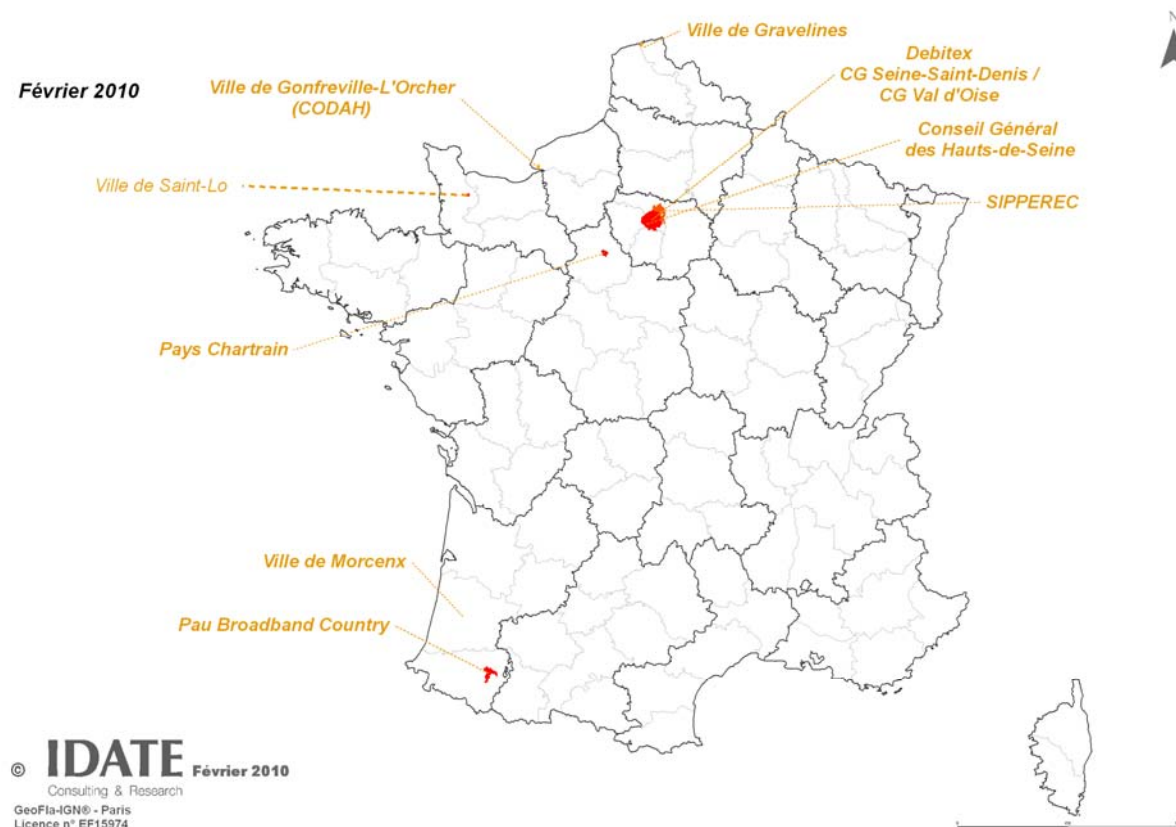 N
Ville de Gravelines
Debitex
CG Seine-Saint-Denis /
CG Val d'Oise
Février 2010
Ville de Gonfreville-L'Orcher
(CODAH)
Conseil Général
des Hauts-de-Seine
Ville de Saint-Lo
SIPPEREC
Pays Chartrain
Ville de Morcenx
Pau Broadband Country
© IDATE Février 2010
Consulting & Research
GeoFla-IGN® - Paris
Licence n° EF15974